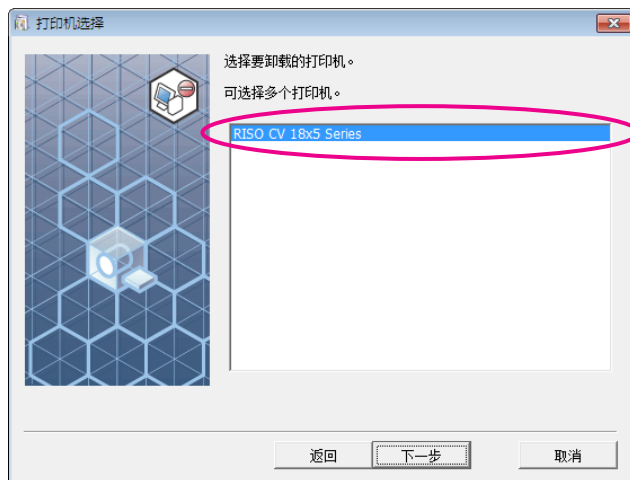 打印机选择
选择要卸载的打印机。
可选择多个打印机。
RISO CV 18x5 Series
返回
下一步
取消